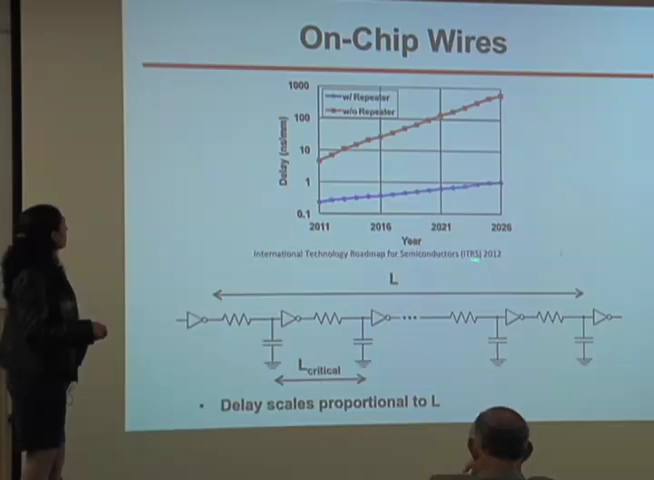 On-Chip Wires
1000
100
10
1
0.1
Delay (ns/mm)
w/ Repeater
w/o Repeater
2011 2016 2021 2026
Year
International Technology Roadmap for Semiconductors (ITRS) 2012
L
...
Lcritical
• Delay scales proportional to L